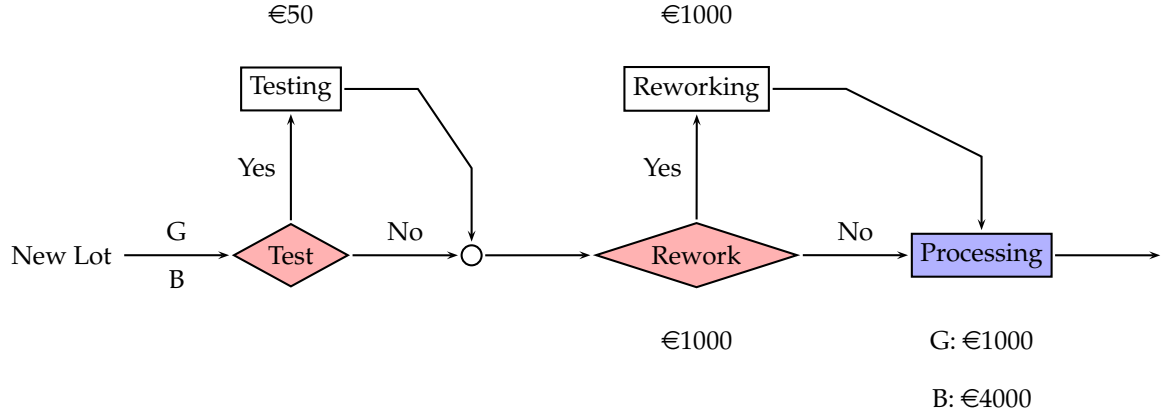 €50
€1000
Testing
Reworking
Yes
Yes
New Lot
G
B
Test
No
Rework
No
Processing
€1000
G: €1000
B: €4000